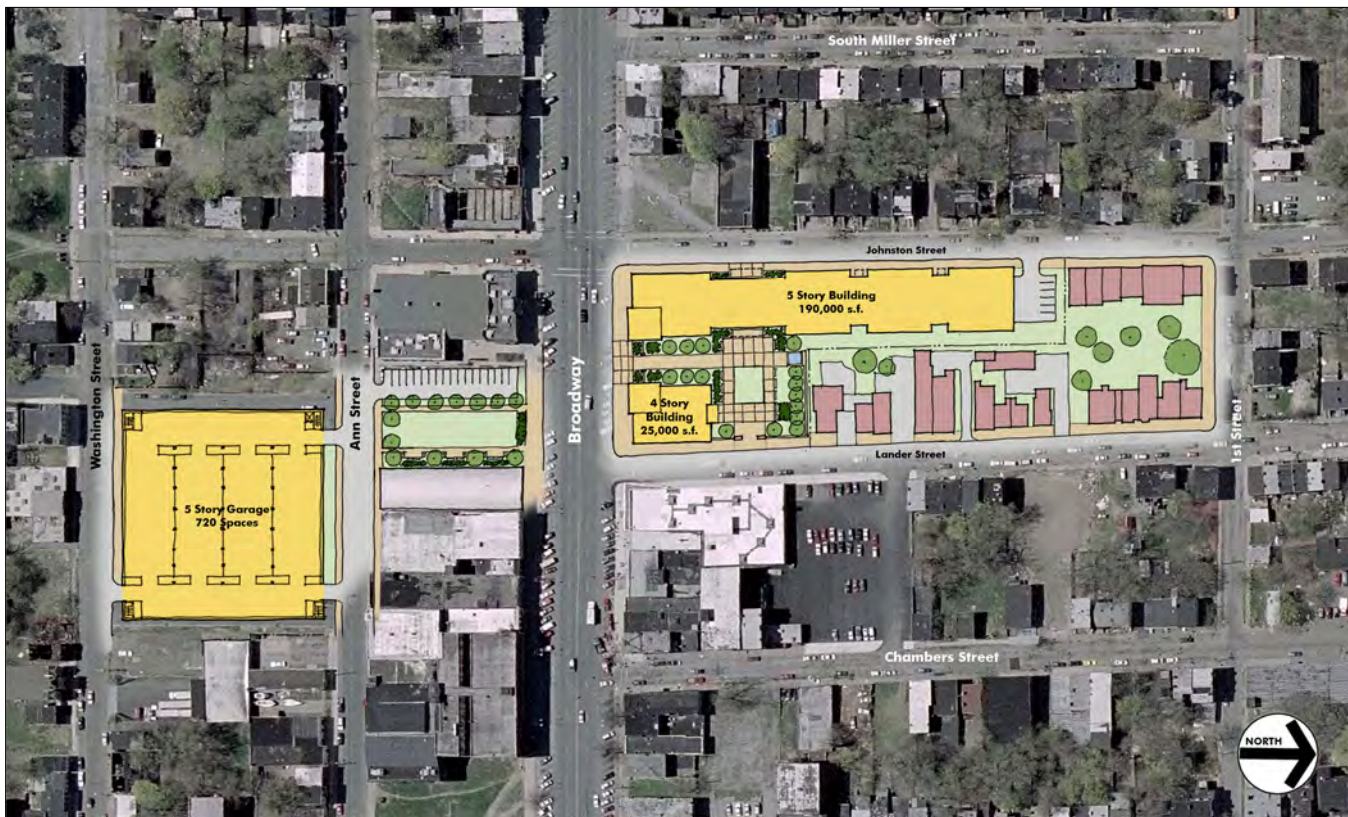 South Miller Street
Johnston Street
5 Story Building
190,000 s.f.
Washington Street
Ann Street
Broadway
4 Story
Building
25,000 s.f.
Lander Street
1st Street
5 Story Garage
720 Spaces
Chambers Street
NORTH